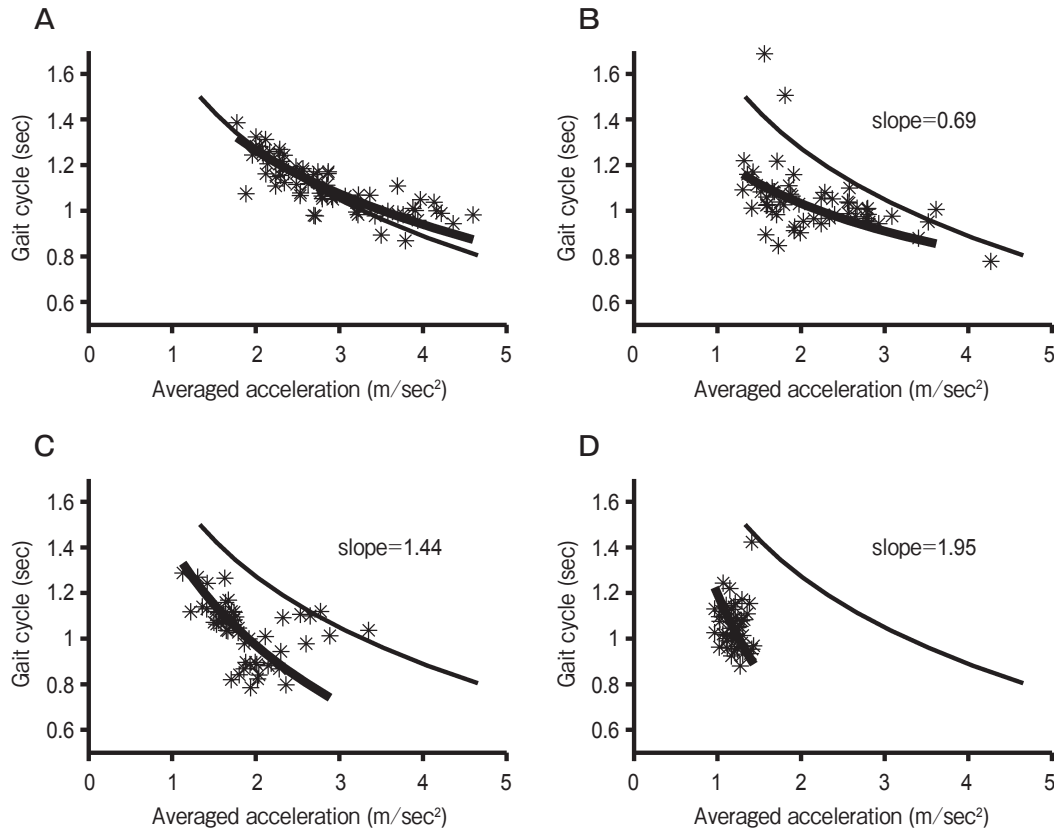 A
Gait cycle (sec)
1.6
1.4
1.2
1
0.8
0.6
0 1 2 3 4 5
Averaged acceleration (m/sec²)
B
Gait cycle (sec)
1.6
1.4
1.2
1
0.8
0.6
slope=0.69
0 1 2 3 4 5
Averaged acceleration (m/sec²)
C
Gait cycle (sec)
1.6
1.4
1.2
1
0.8
0.6
slope=1.44
0 1 2 3 4 5
Averaged acceleration (m/sec²)
D
Gait cycle (sec)
1.6
1.4
1.2
1
0.8
0.6
slope=1.95
0 1 2 3 4 5
Averaged acceleration (m/sec²)